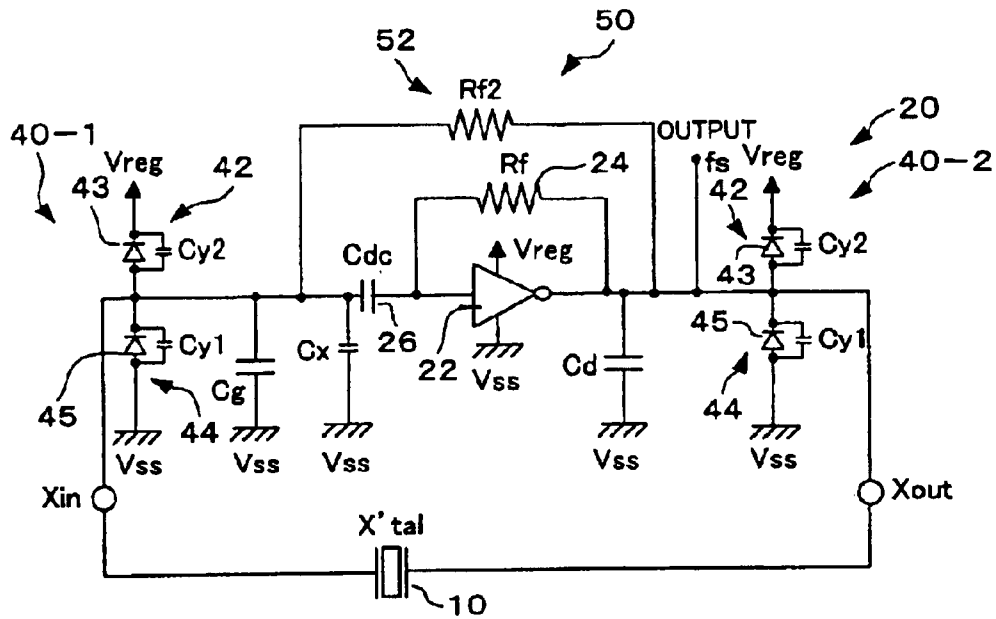 50
52
Rf2
20
40-1
OUTPUT
Vreg
42
Rf
24
fs
Vreg
40-2
43
42
Cy2
Cdc
Vreg
Cy2
43
Cy1
Cx
26
22
Vss
Cd
45
Cy1
45
Cg
44
44
Vss
Vss
Vss
Vss
Vss
Xin
Xout
X'tal
10